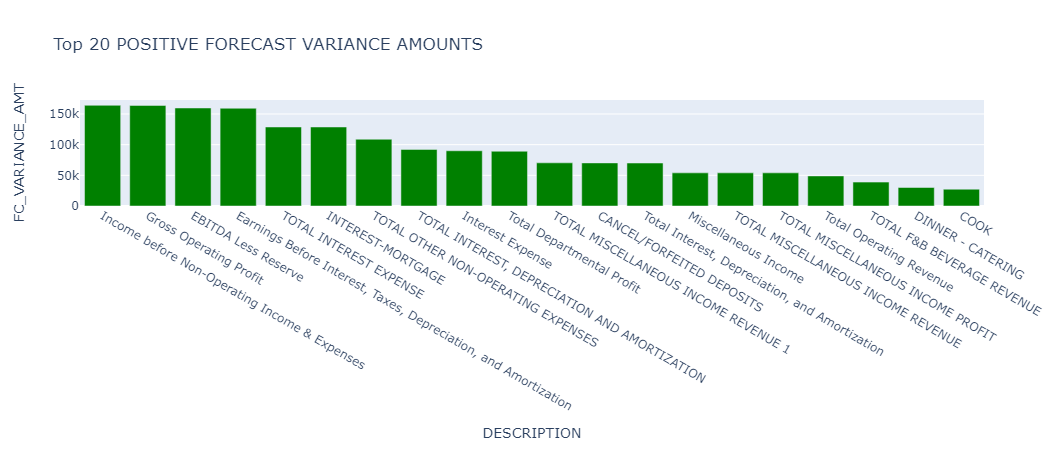 Top 20 POSITIVE FORECAST VARIANCE AMOUNTS
FC_VARIANCE_AMT
150k
100k
50k
0
Income before Non-Operating Income & Expenses
Gross Operating Profit
EBITDA Less Reserve
Earnings Before Interest, Taxes, Depreciation, and Amortization
TOTAL INTEREST EXPENSE
INTEREST-MORTGAGE
TOTAL OTHER NON-OPERATING EXPENSES
TOTAL INTEREST, DEPRECIATION AND AMORTIZATION
Interest Expense
Total Departmental Profit
TOTAL MISCELLANEOUS INCOME REVENUE 1
CANCEL/FORFEITED DEPOSITS
Total Interest, Depreciation, and Amortization
Miscellaneous Income
TOTAL MISCELLANEOUS INCOME REVENUE
TOTAL MISCELLANEOUS INCOME PROFIT
Total Operating Revenue
TOTAL F&B BEVERAGE REVENUE
DINNER - CATERING
COOK
DESCRIPTION